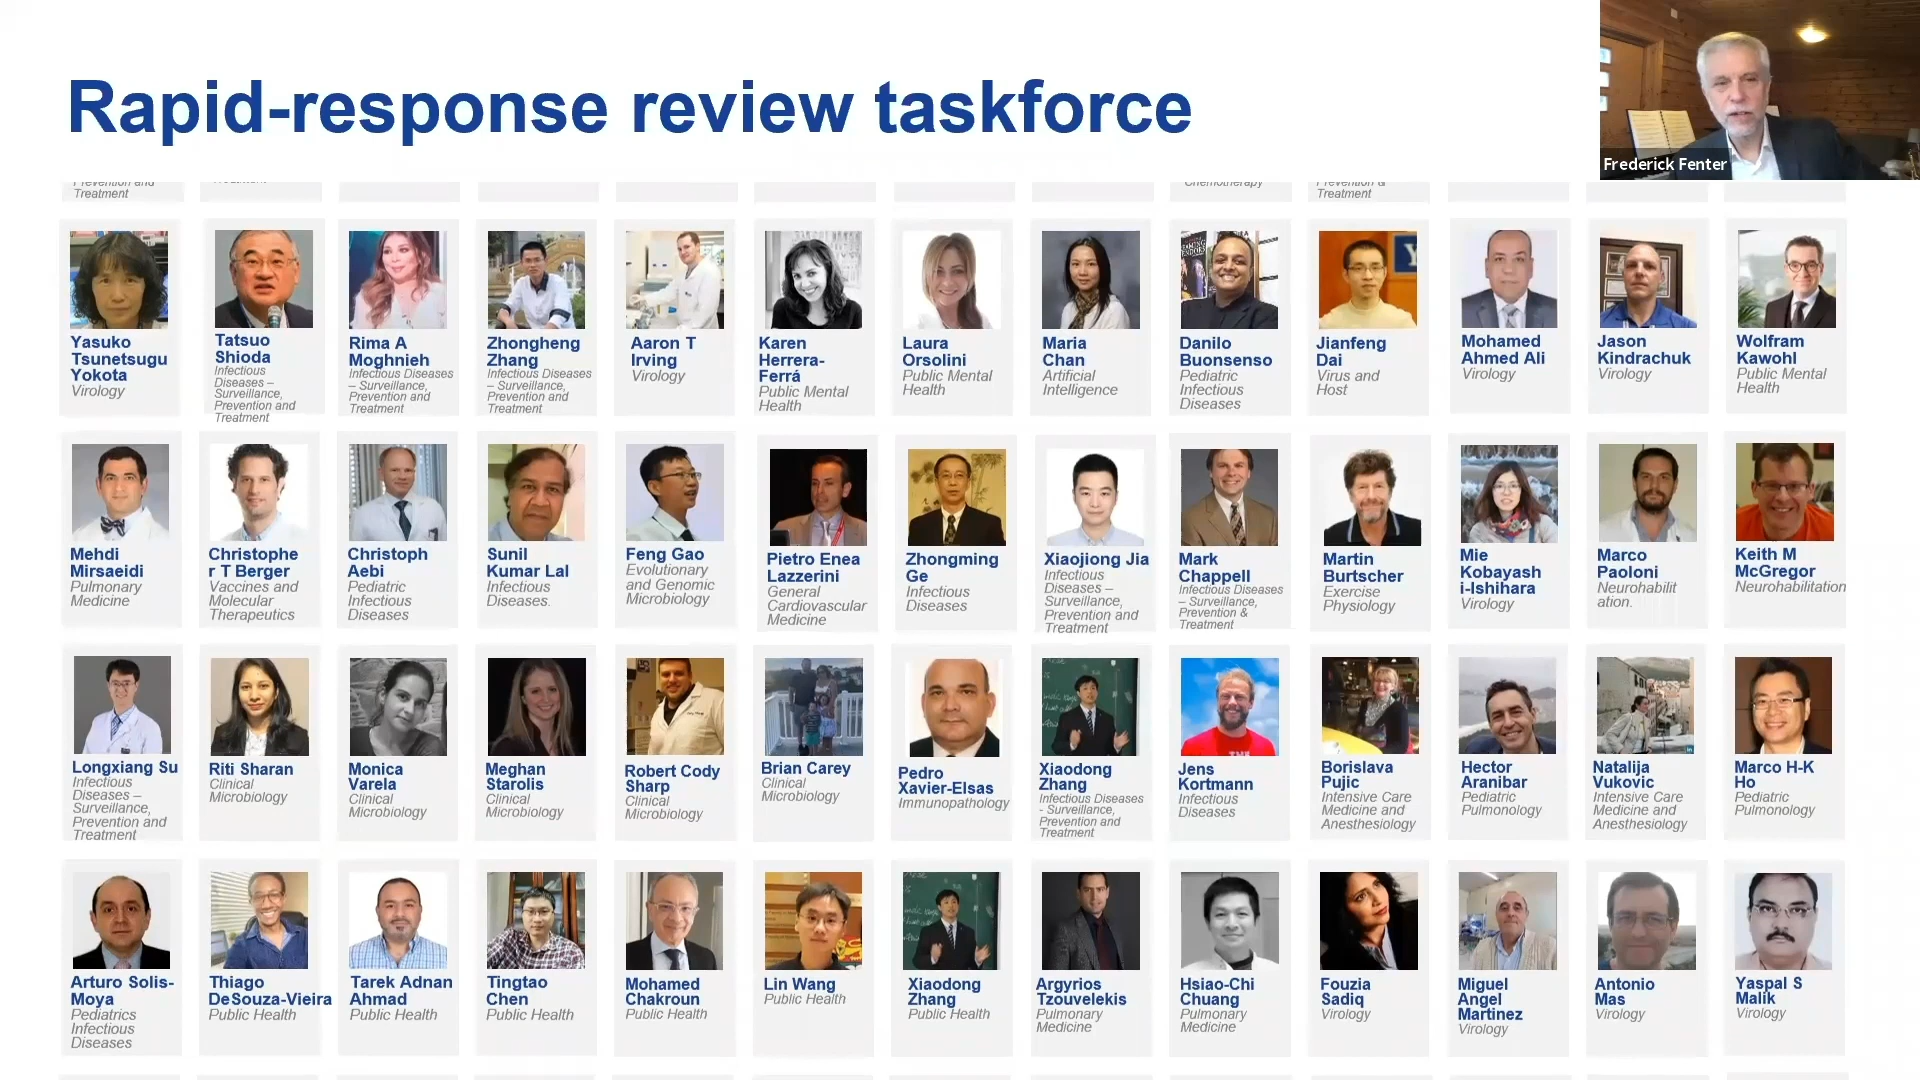 Rapid-response review taskforce
Frederick Fenter
Prevention and
Treatment
Treatment
Chemotherapy
Prevention &
Treatment
Yasuko
Tsunetsugu
Yokota
Virology
Tatsuo
Shioda
Infectious
Diseases –
Surveillance,
Prevention and
Treatment
Rima A
Moghnieh
Infectious Diseases
– Surveillance,
Prevention and
Treatment
Zhongheng
Zhang
Infectious Diseases
– Surveillance,
Prevention and
Treatment
Aaron T
Irving
Virology
Karen
Herrera-
Ferrá
Public Mental
Health
Laura
Orsolini
Public Mental
Health
Maria
Chan
Artificial
Intelligence
Danilo
Buonsenso
Pediatric
Infectious
Diseases
Jianfeng
Dai
Virus and
Host
Mohamed
Ahmed Ali
Virology
Jason
Kindrachuk
Virology
Wolfram
Kawohl
Public Mental
Health
Mehdi
Mirsaeidi
Pulmonary
Medicine
Christophe
r T Berger
Vaccines and
Molecular
Therapeutics
Christoph
Aebi
Pediatric
Infectious
Diseases
Sunil
Kumar Lal
Infectious
Diseases.
Feng Gao
Evolutionary
and Genomic
Microbiology
Pietro Enea
Lazzerini
General
Cardiovascular
Medicine
Zhongming
Ge
Infectious
Diseases
Xiaojiong Jia
Infectious
Diseases –
Surveillance,
Prevention and
Treatment
Mark
Chappell
Infectious Diseases
– Surveillance,
Prevention &
Treatment
Martin
Burtscher
Exercise
Physiology
Mie
Kobayash
i-Ishihara
Virology
Marco
Paoloni
Neurohabilit
ation.
Keith M
McGregor
Neurohabilitation
Longxiang Su
Infectious
Diseases –
Surveillance,
Prevention and
Treatment
Riti Sharan
Clinical
Microbiology
Monica
Varela
Clinical
Microbiology
Meghan
Starolis
Clinical
Microbiology
Robert Cody
Sharp
Clinical
Microbiology
Brian Carey
Clinical
Microbiology
Pedro
Xavier-Elsas
Immunopathology
Xiaodong
Zhang
Infectious Diseases
- Surveillance,
Prevention and
Treatment
Jens
Kortmann
Infectious
Diseases
Borislava
Pujic
Intensive Care
Medicine and
Anesthesiology
Hector
Aranibar
Pediatric
Pulmonology
Natalija
Vukovic
Intensive Care
Medicine and
Anesthesiology
Marco H-K
Ho
Pediatric
Pulmonology
Arturo Solis-
Moya
Pediatrics
Infectious
Diseases
Thiago
DeSouza-Vieira
Public Health
Tarek Adnan
Ahmad
Public Health
Tingtao
Chen
Public Health
Mohamed
Chakroun
Public Health
Lin Wang
Public Health
Xiaodong
Zhang
Public Health
Argyrios
Tzouvelekis
Pulmonary
Medicine
Hsiao-Chi
Chuang
Pulmonary
Medicine
Fouzia
Sadiq
Virology
Miguel
Angel
Martinez
Virology
Antonio
Mas
Virology
Yaspal S
Malik
Virology